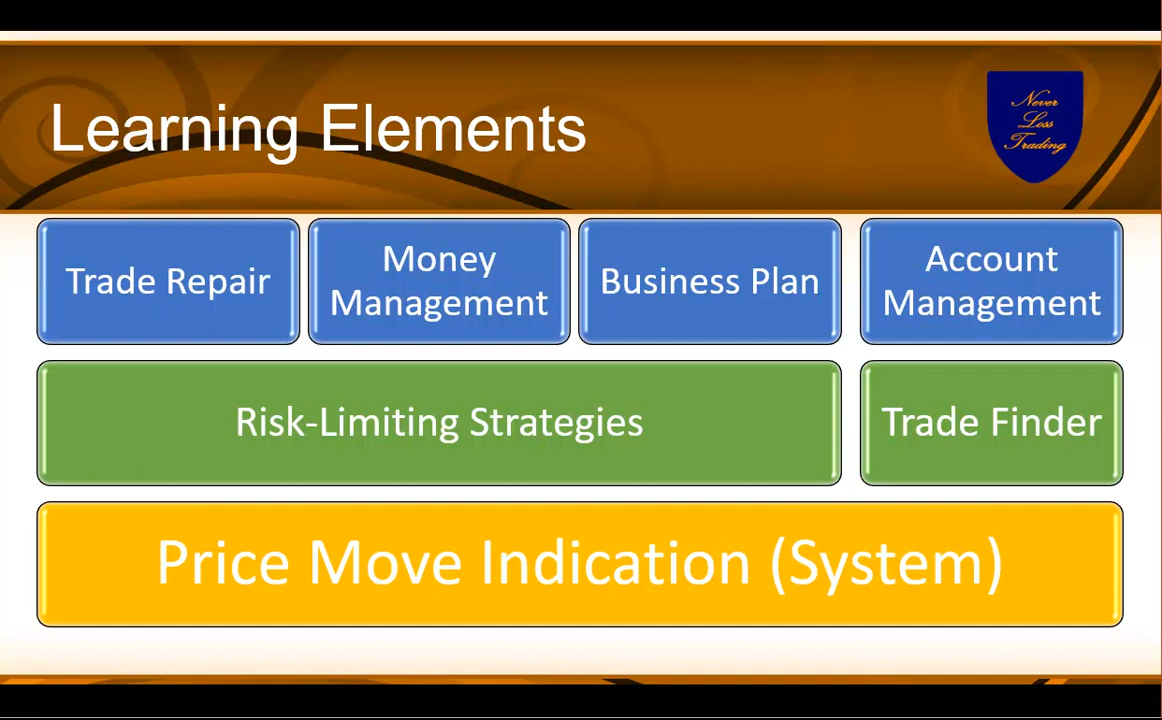 Learning Elements
Never
Loss
Trading
Trade Repair
Money
Management
Business Plan
Account
Management
Risk-Limiting Strategies
Trade Finder
Price Move Indication (System)